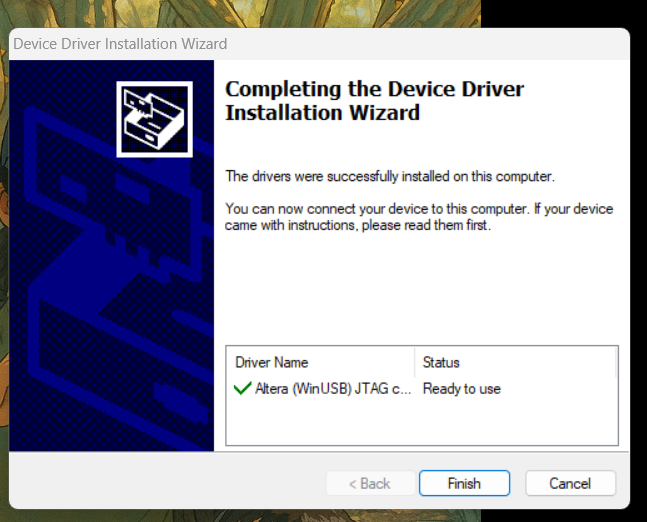 Device Driver Installation Wizard
Completing the Device Driver
Installation Wizard
The drivers were successfully installed on this computer.
You can now connect your device to this computer. If your device
came with instructions, please read them first.
Driver Name Status
Altera (WinUSB) JTAG c... Ready to use
< Back Finish Cancel